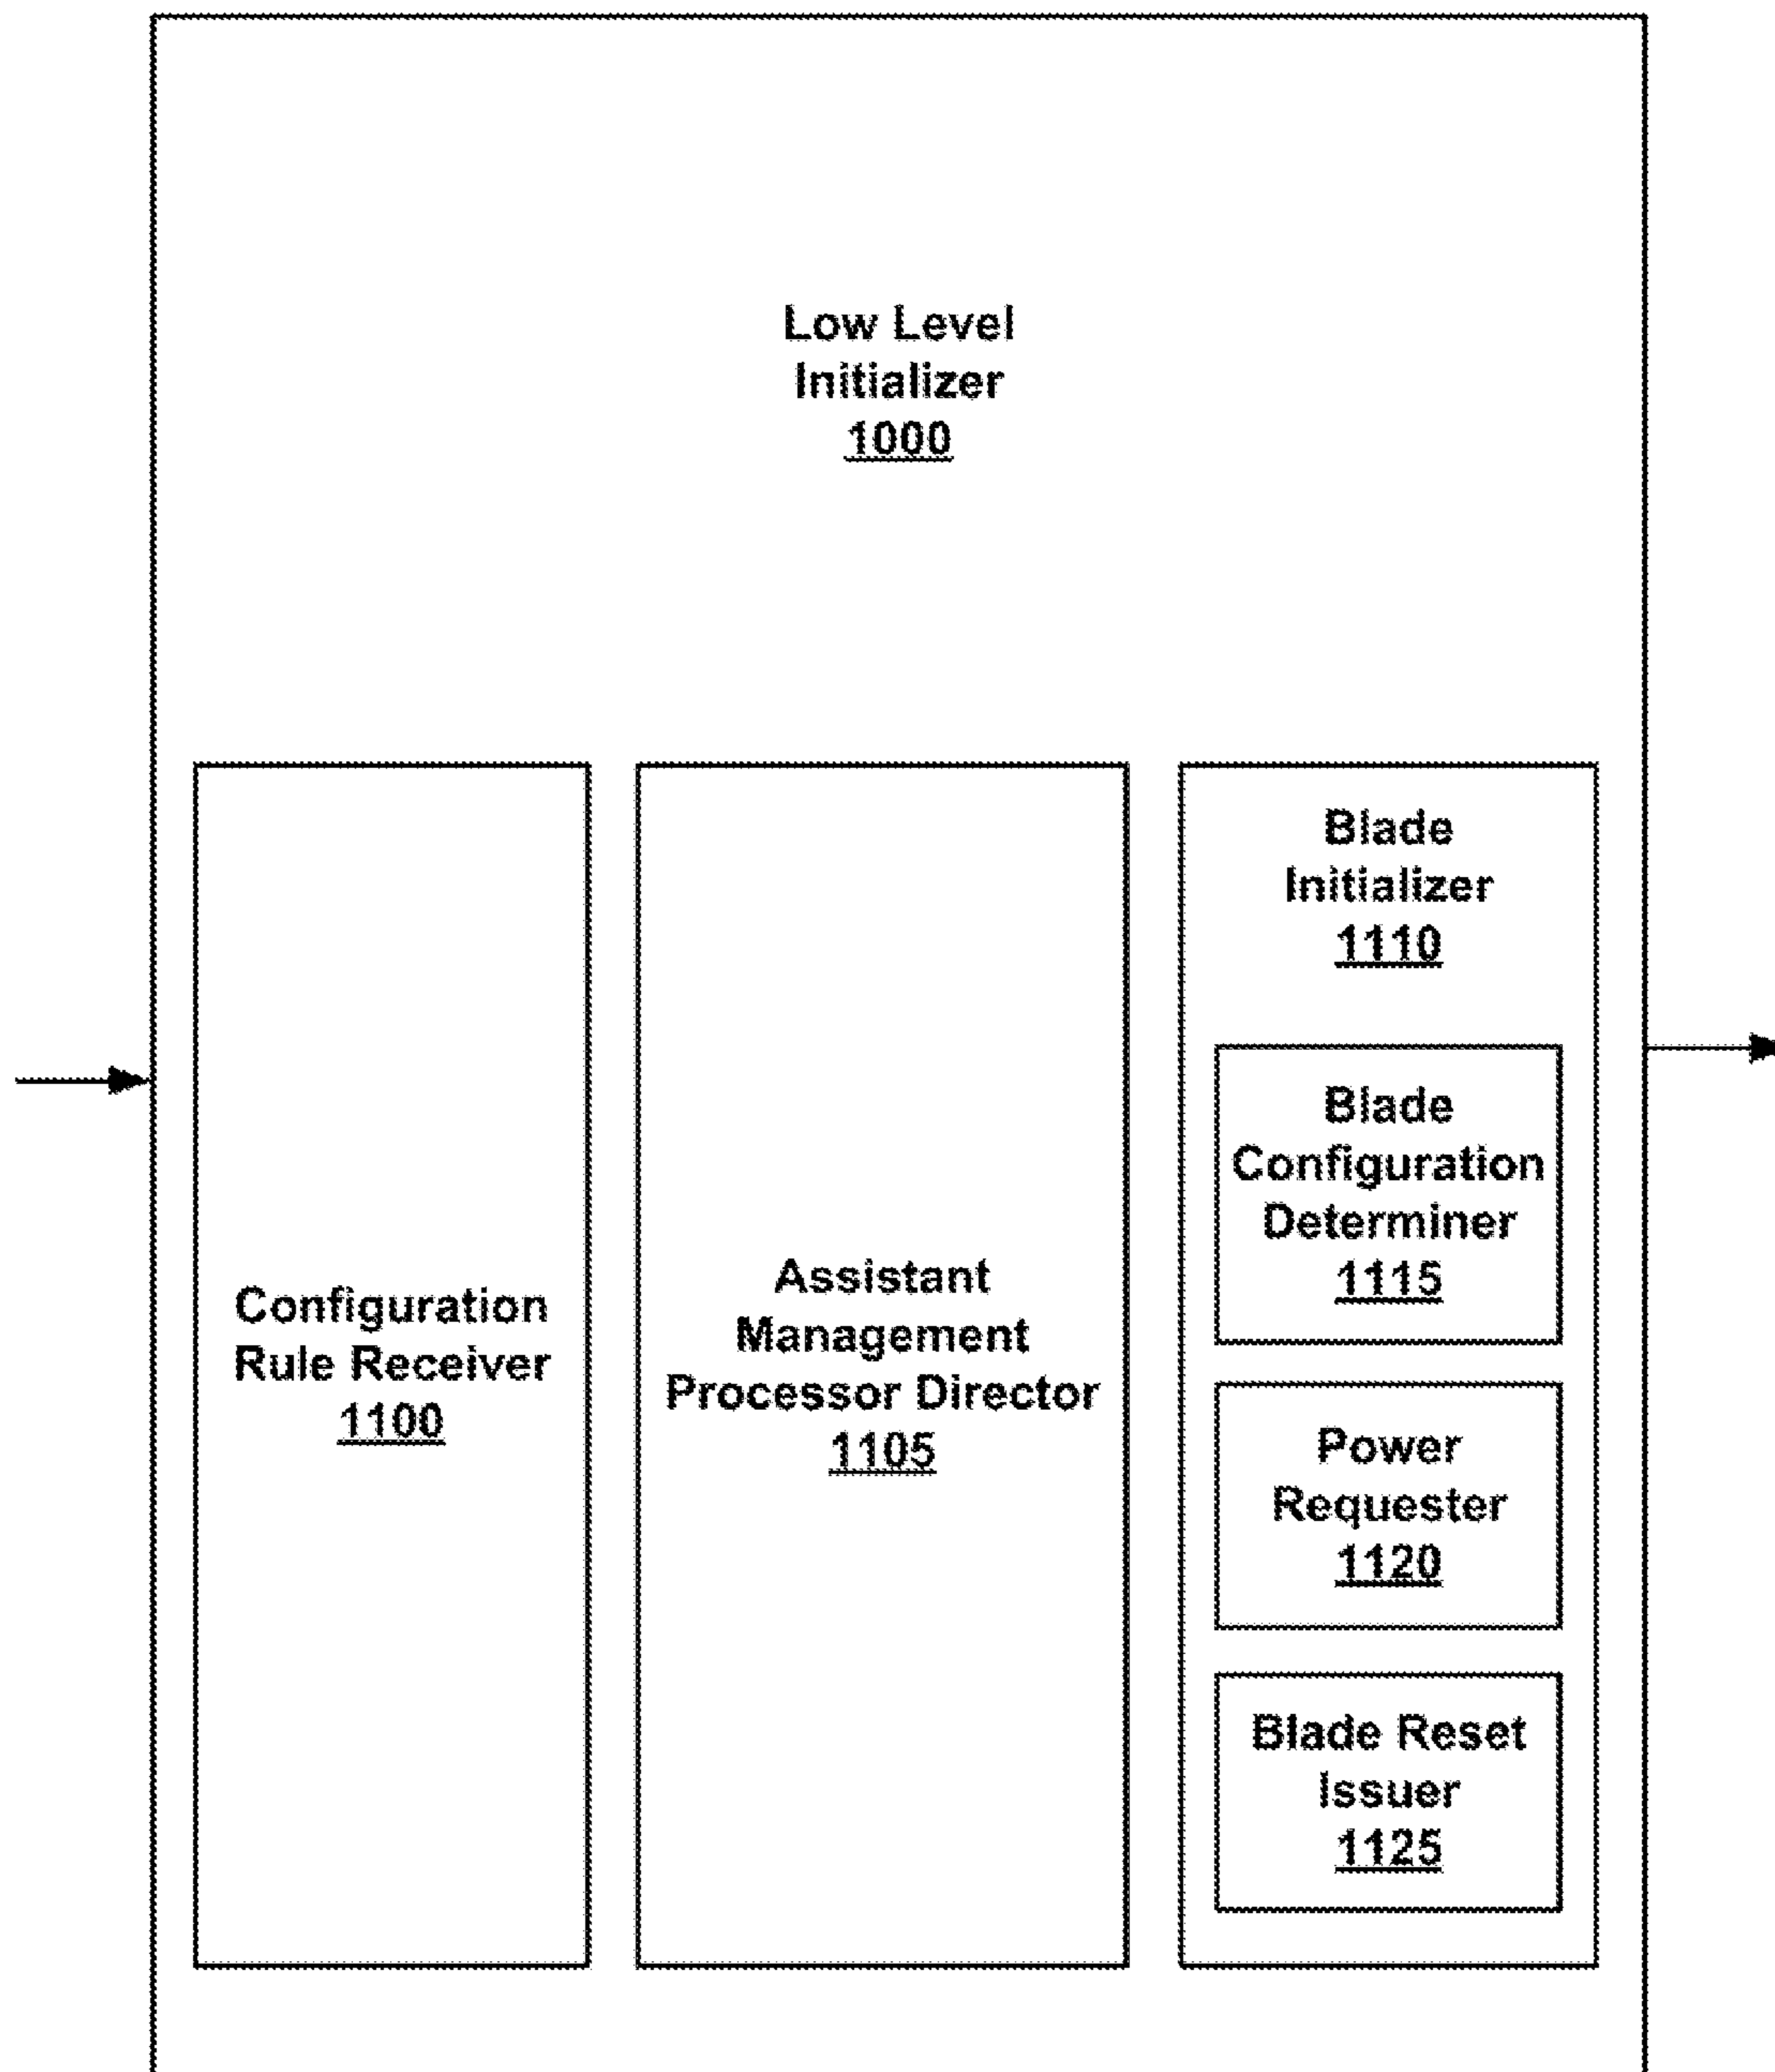 Low Level
Initializer
1000
Configuration
Rule Receiver
1100
Assistant
Management
Processor Director
1105
Blade
Initializer
1110
Blade
Configuration
Determiner
1115
Power
Requester
1120
Blade Reset
Issuer
1125